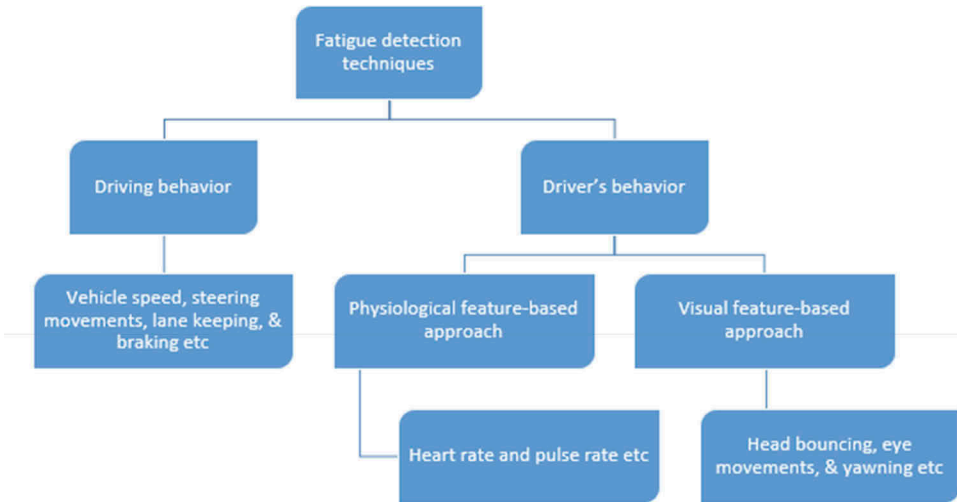 Fatigue detection
techniques
Driving behavior
Driver's behavior
Vehicle speed, steering
movements, lane keeping, &
braking etc
Physiological feature-based
approach
Visual feature-based
approach
Heart rate and pulse rate etc
Head bouncing, eye
movements, & yawning etc